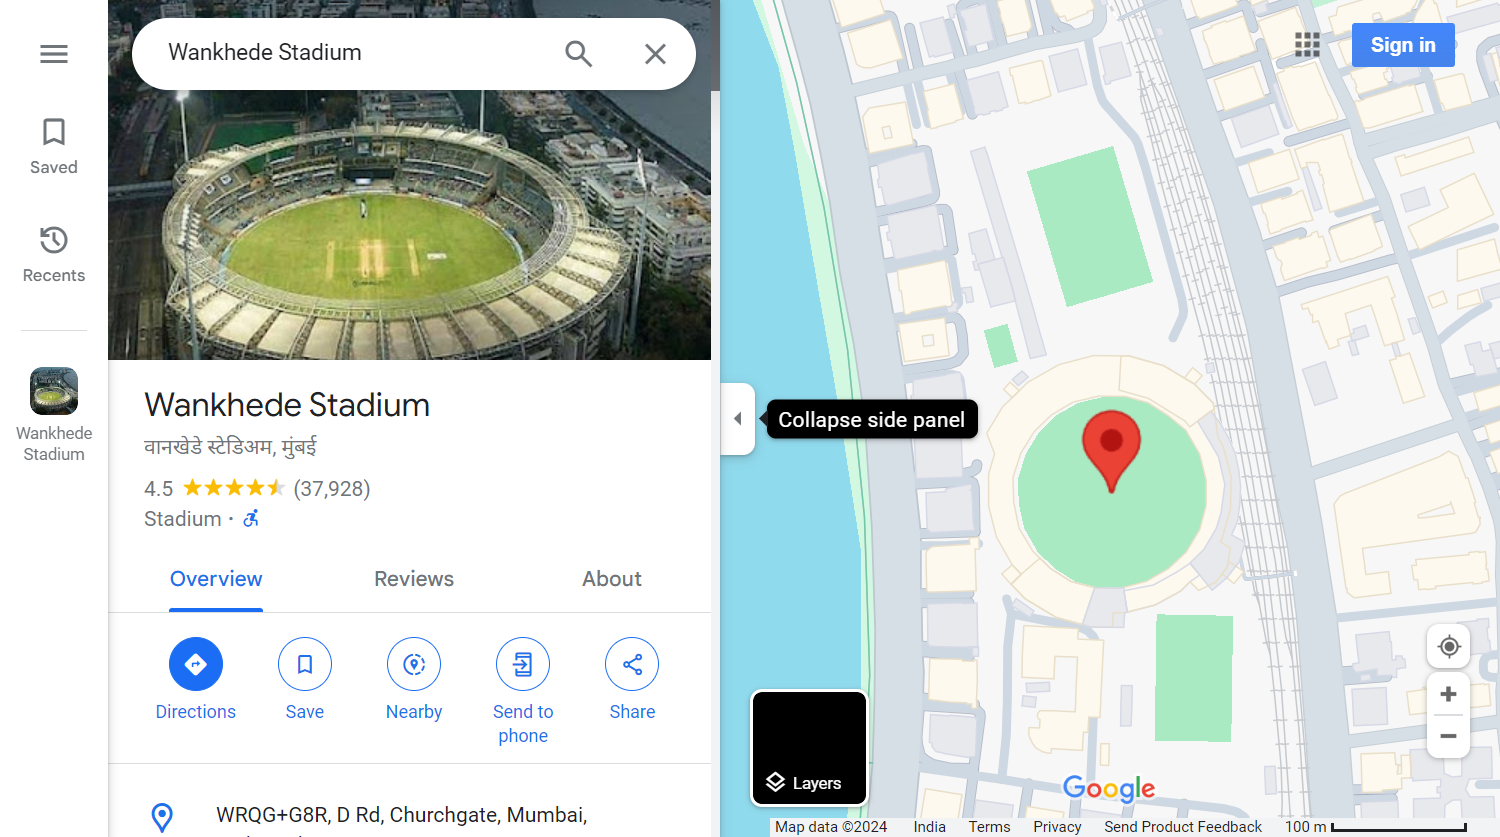 Wankhede Stadium
Sign in
Saved
Recents
Wankhede
Stadium
Wankhede Stadium
वानखेडे स्टेडिअम, मुंबई
4.5 (37,928)
Stadium ·
Overview
Reviews
About
Directions
Save
Nearby
Send to
phone
Share
WRQG+G8R, D Rd, Churchgate, Mumbai,
Collapse side panel
Layers
Google
Map data ©2024 India Terms Privacy Send Product Feedback 100 m